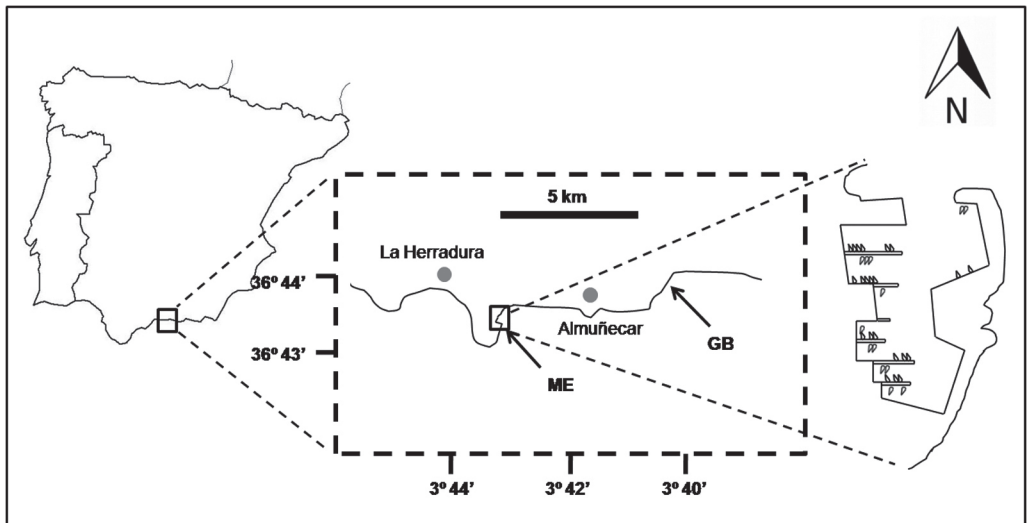 N
5 km
La Herradura
36º 44’
Almuñecar
GB
36º 43’
ME
3º 44’
3º 42’
3º 40’